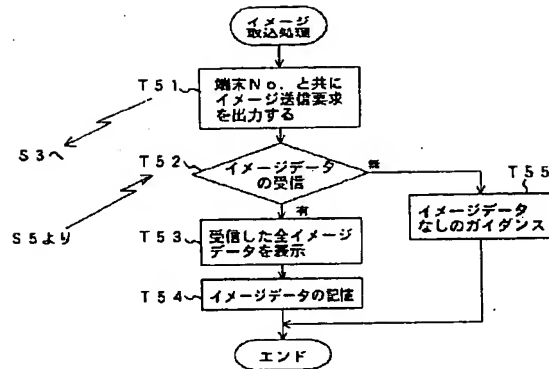 イメージ
取込処理
T51
端末No.と共に
イメージ送信要求
を出力する
S3へ
T52
イメージデータ
の受信
無
T55
イメージデータ
なしのガイダンス
有
S5より
T53
受信した全イメージ
データを表示
T54
イメージデータの記憶
エンド